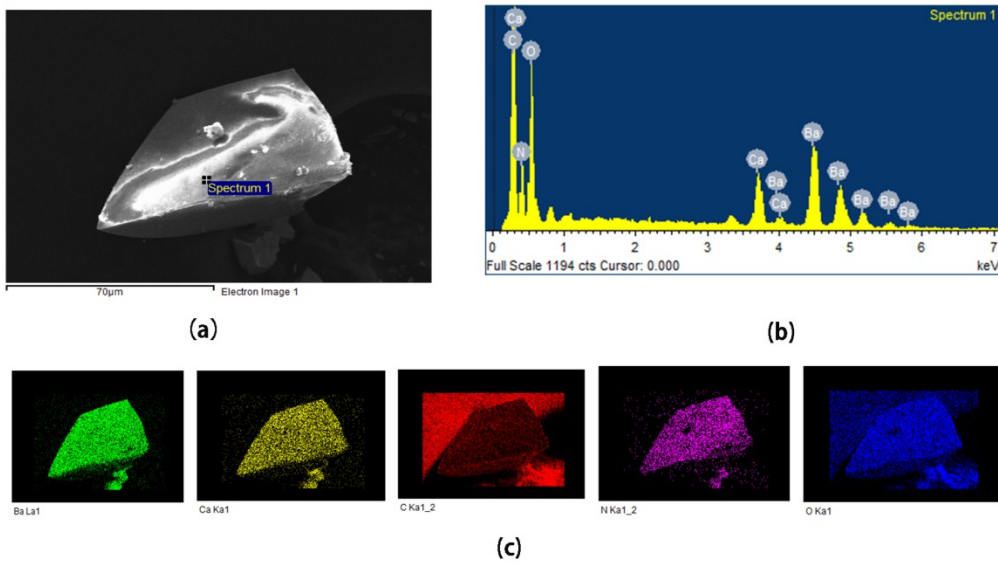 Spectrum 1
70μm
Electron Image 1
(a)
Spectrum 1
Ca
C
O
N
Ca
Ba
Ca
Ba
Ba
Ba
Ba
Ba
0 1 2 3 4 5 6 7
Full Scale 1194 cts Cursor: 0.000
keV
(b)
Ba La1
Ca Ka1
C Ka1_2
N Ka1_2
O Ka1
(c)